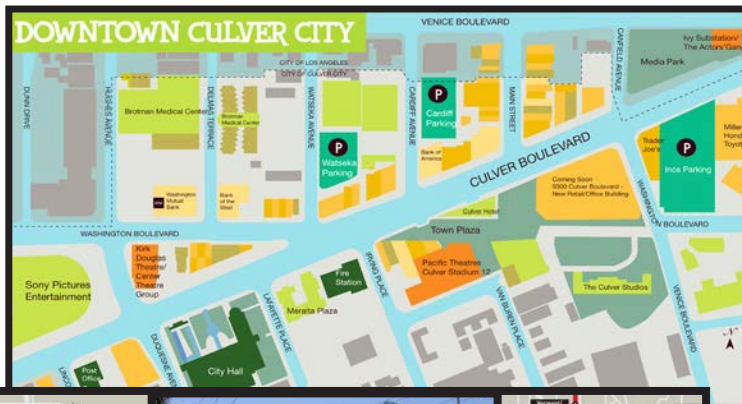 DOWNTOWN CULVER CITY
VENICE BOULEVARD
CITY OF LOS ANGELES
CITY OF CULVER CITY
DUNN DRIVE
HUGHES AVENUE
DELMAS TERRACE
WATSEKA AVENUE
CARDIFF AVENUE
MAIN STREET
CANFIELD AVENUE
Ivy Substation/
The Actors'
Media Park
Brotman Medical Center
Brotman
Medical Center
P
Watseka
Parking
P
Cardiff
Parking
Bank of
America
CULVER BOULEVARD
Trader
Joe's
P
Ince Parking
Miller
Toyot
Washington
Mutual
Bank
Bank
of the
West
Coming Soon
9300 Culver Boulevard -
New Retail/Office Building
Culver Hotel
Town Plaza
WASHINGTON BOULEVARD
WASHINGTON BOULEVARD
Kirk
Douglas
Theatre/
Center
Theatre
Group
Sony Pictures
Entertainment
Pacific Theatres
Culver Stadium 12
IRVING PLACE
Fire
Station
Meralta Plaza
The Culver Studios
LAFAYETTE PLACE
VAN BUREN PLACE
VENICE BOULEVARD
DUQUESNE AVE
City Hall
Post
Office
LINCO
N